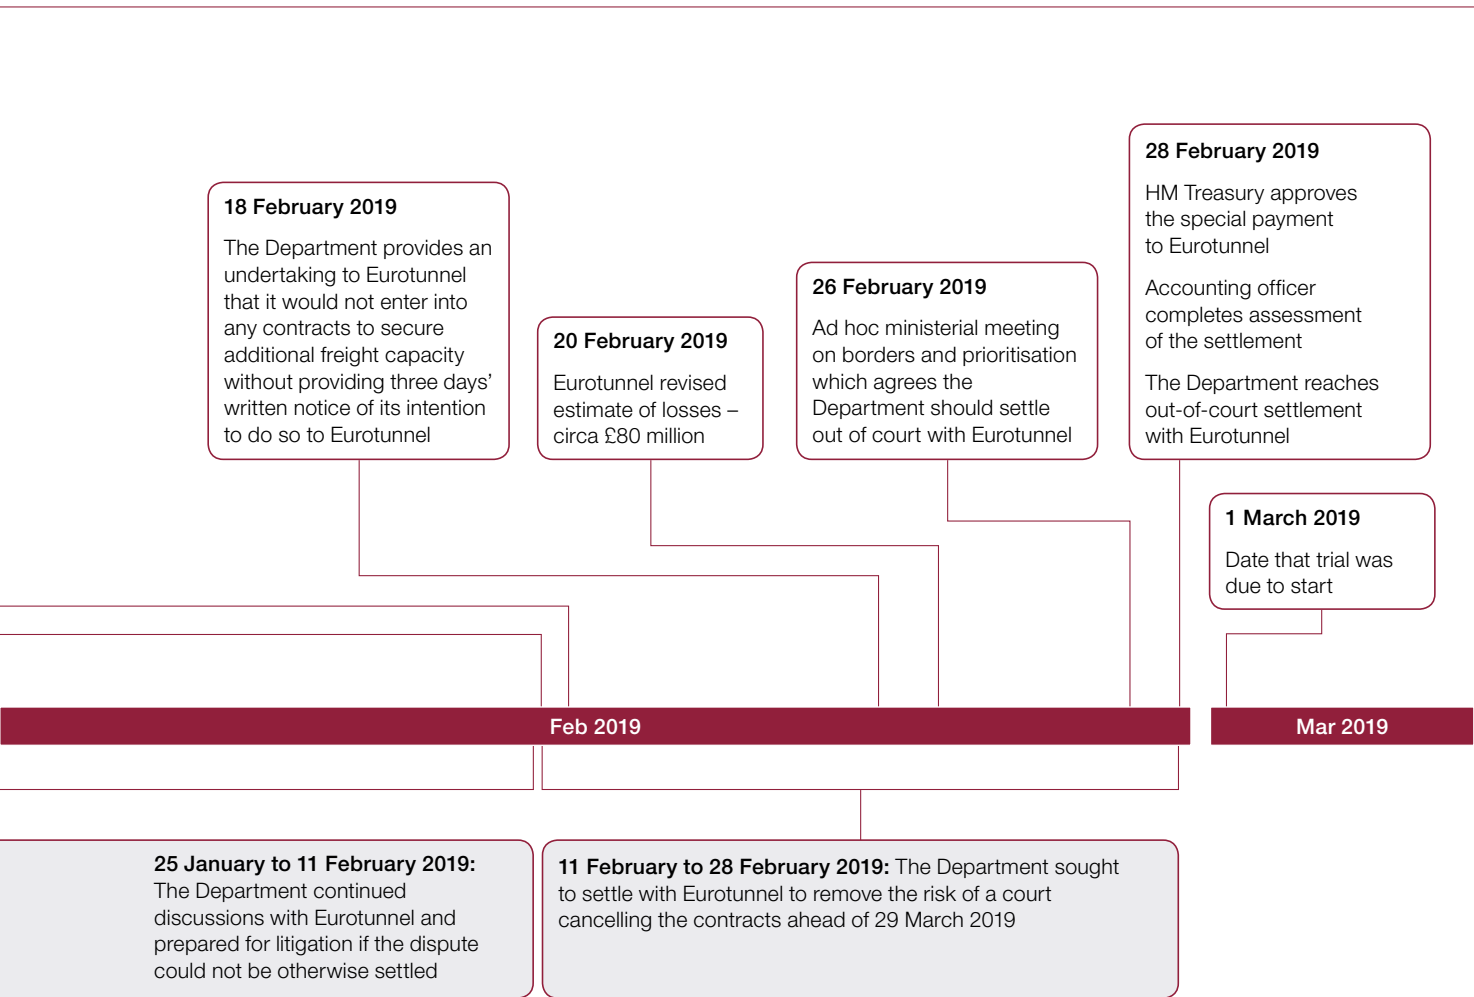 18 February 2019
The Department provides an
undertaking to Eurotunnel
that it would not enter into
any contracts to secure
additional freight capacity
without providing three days’
written notice of its intention
to do so to Eurotunnel
20 February 2019
Eurotunnel revised
estimate of losses –
circa £80 million
26 February 2019
Ad hoc ministerial meeting
on borders and prioritisation
which agrees the
Department should settle
out of court with Eurotunnel
28 February 2019
HM Treasury approves
the special payment
to Eurotunnel
Accounting officer
completes assessment
of the settlement
The Department reaches
out-of-court settlement
with Eurotunnel
1 March 2019
Date that trial was
due to start
Feb 2019
Mar 2019
25 January to 11 February 2019:
The Department continued
discussions with Eurotunnel and
prepared for litigation if the dispute
could not be otherwise settled
11 February to 28 February 2019: The Department sought
to settle with Eurotunnel to remove the risk of a court
cancelling the contracts ahead of 29 March 2019